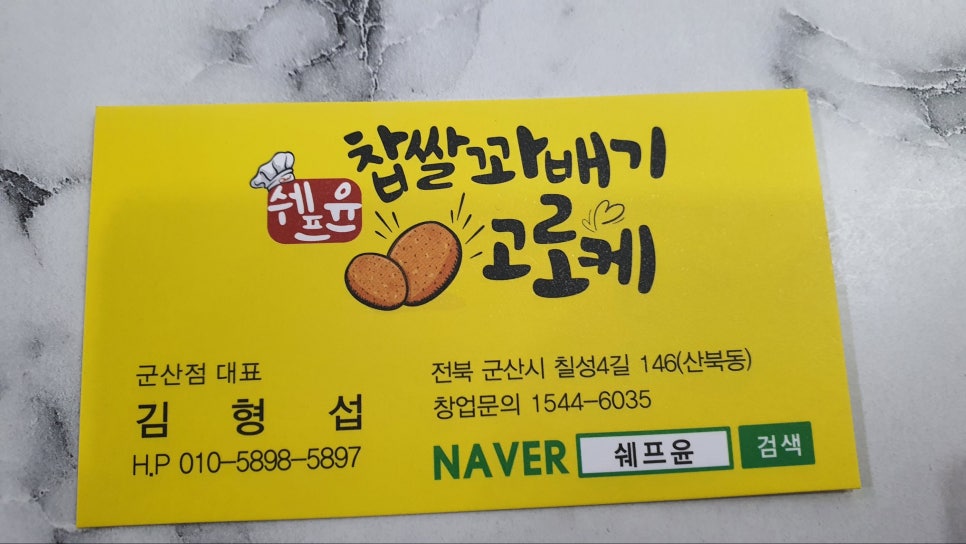 쉐프윤
찹쌀꽈배기
고로케
군산점 대표
김 형 섭
H.P 010-5898-5897
전북 군산시 칠성4길 146(산북동)
창업문의 1544-6035
NAVER 쉐프윤 검색